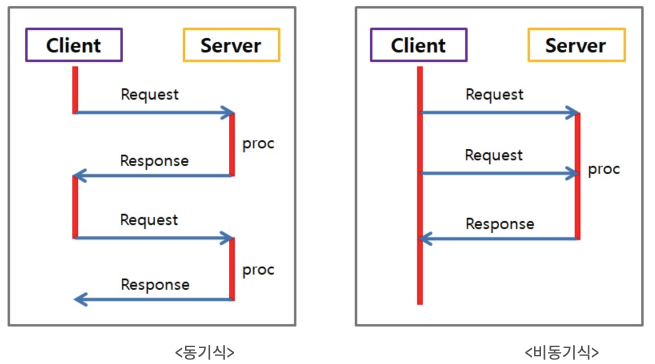 Client
Server
Request
proc
Response
Request
proc
Response
<동기식>
Client
Server
Request
Request
proc
Response
<비동기식>